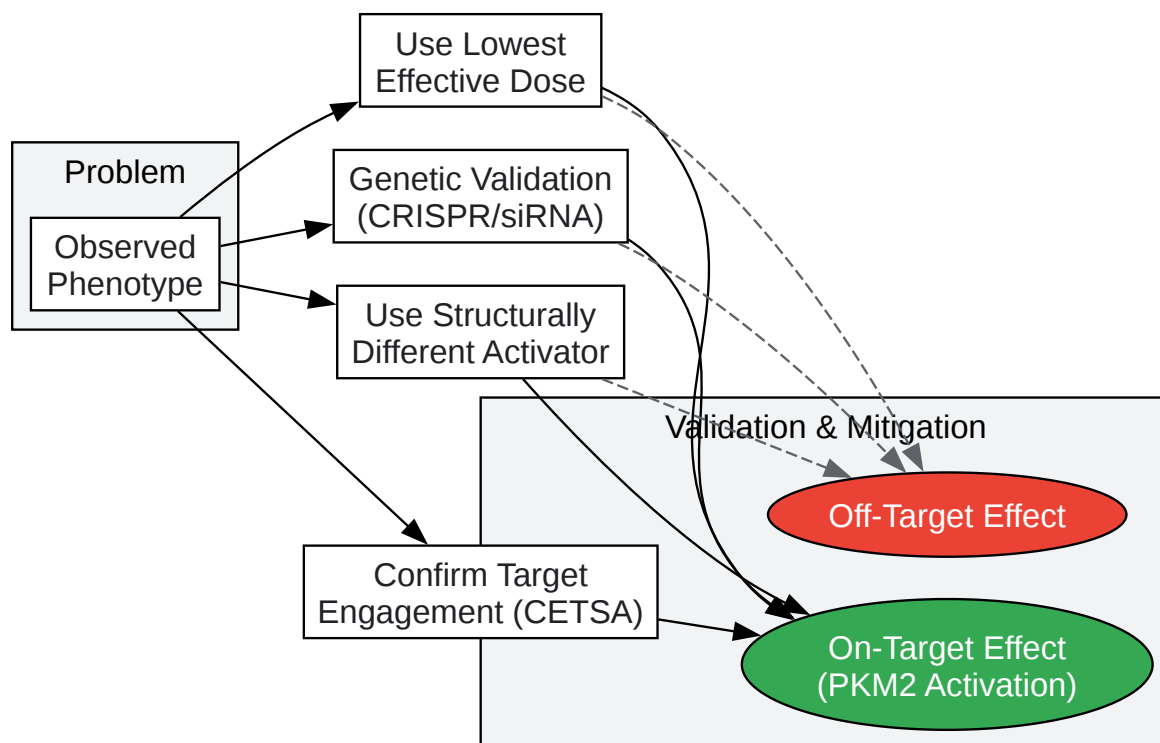 Use Lowest
Effective Dose
Problem
Genetic Validation
(CRISPR/siRNA)
Observed
Phenotype
Use Structurally
Different Activator
Validation & Mitigation
Off-Target Effect
Confirm Target
Engagement (CETSA)
On-Target Effect
(PKM2 Activation)